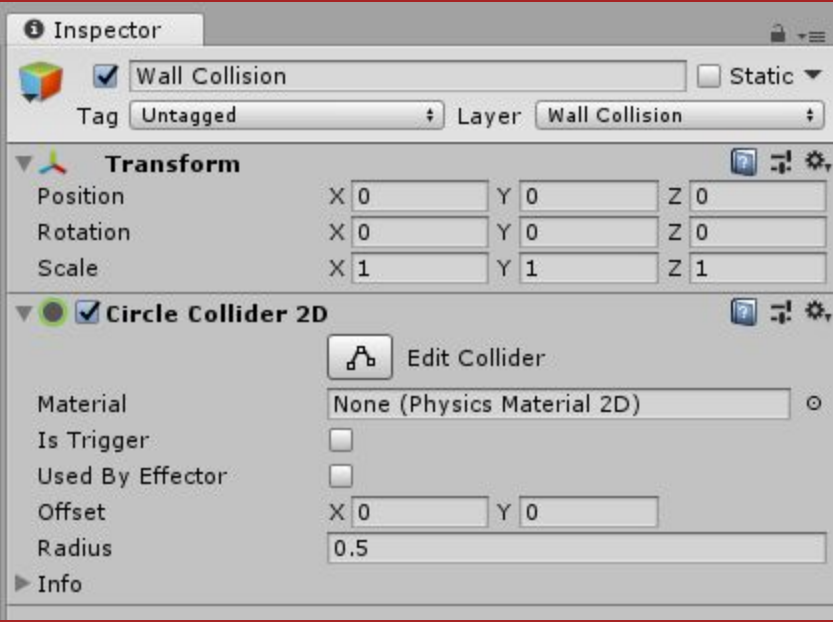 Inspector
Wall Collision Static
Tag Untagged Layer Wall Collision
Transform
Position X 0 Y 0 Z 0
Rotation X 0 Y 0 Z 0
Scale X 1 Y 1 Z 1
Circle Collider 2D
Edit Collider
Material None (Physics Material 2D)
Is Trigger
Used By Effector
Offset X 0 Y 0
Radius 0.5
Info